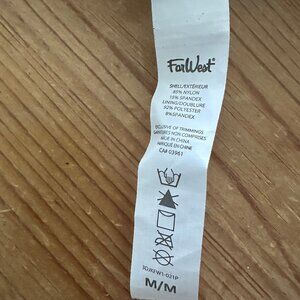 FarWest
SHELL/EXTÉRIEUR
85% NYLON
15% SPANDEX
LINING/DOUBLURE
92% POLYESTER
8%SPANDEX
EXCLUSIVE OF TRIMMINGS
GARNITURES NON COMPRISES
MADE IN CHINA
FABRIQUÉ EN CHINE
CA# 03961
M/M